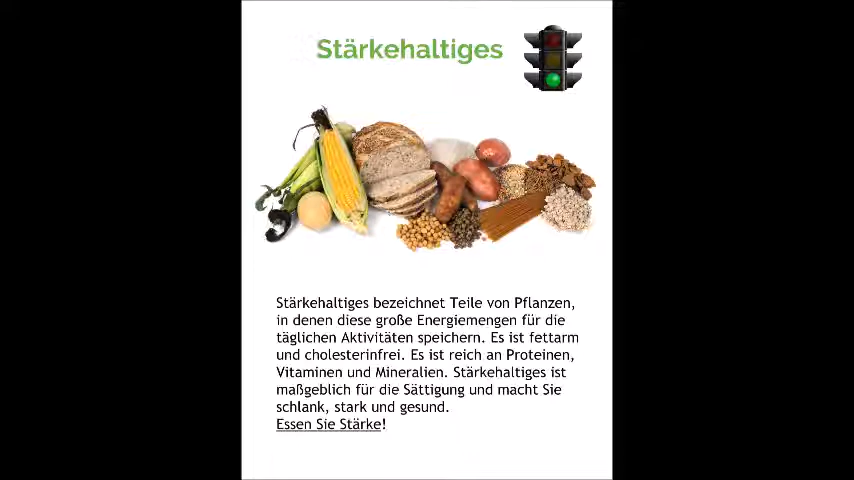 Stärkehaltiges
Stärkehaltiges bezeichnet Teile von Pflanzen,
in denen diese große Energiemengen für die
täglichen Aktivitäten speichern. Es ist fettarm
und cholesterinfrei. Es ist reich an Proteinen,
Vitaminen und Mineralien. Stärkehaltiges ist
maßgeblich für die Sättigung und macht Sie
schlank, stark und gesund.
Essen Sie Stärke!